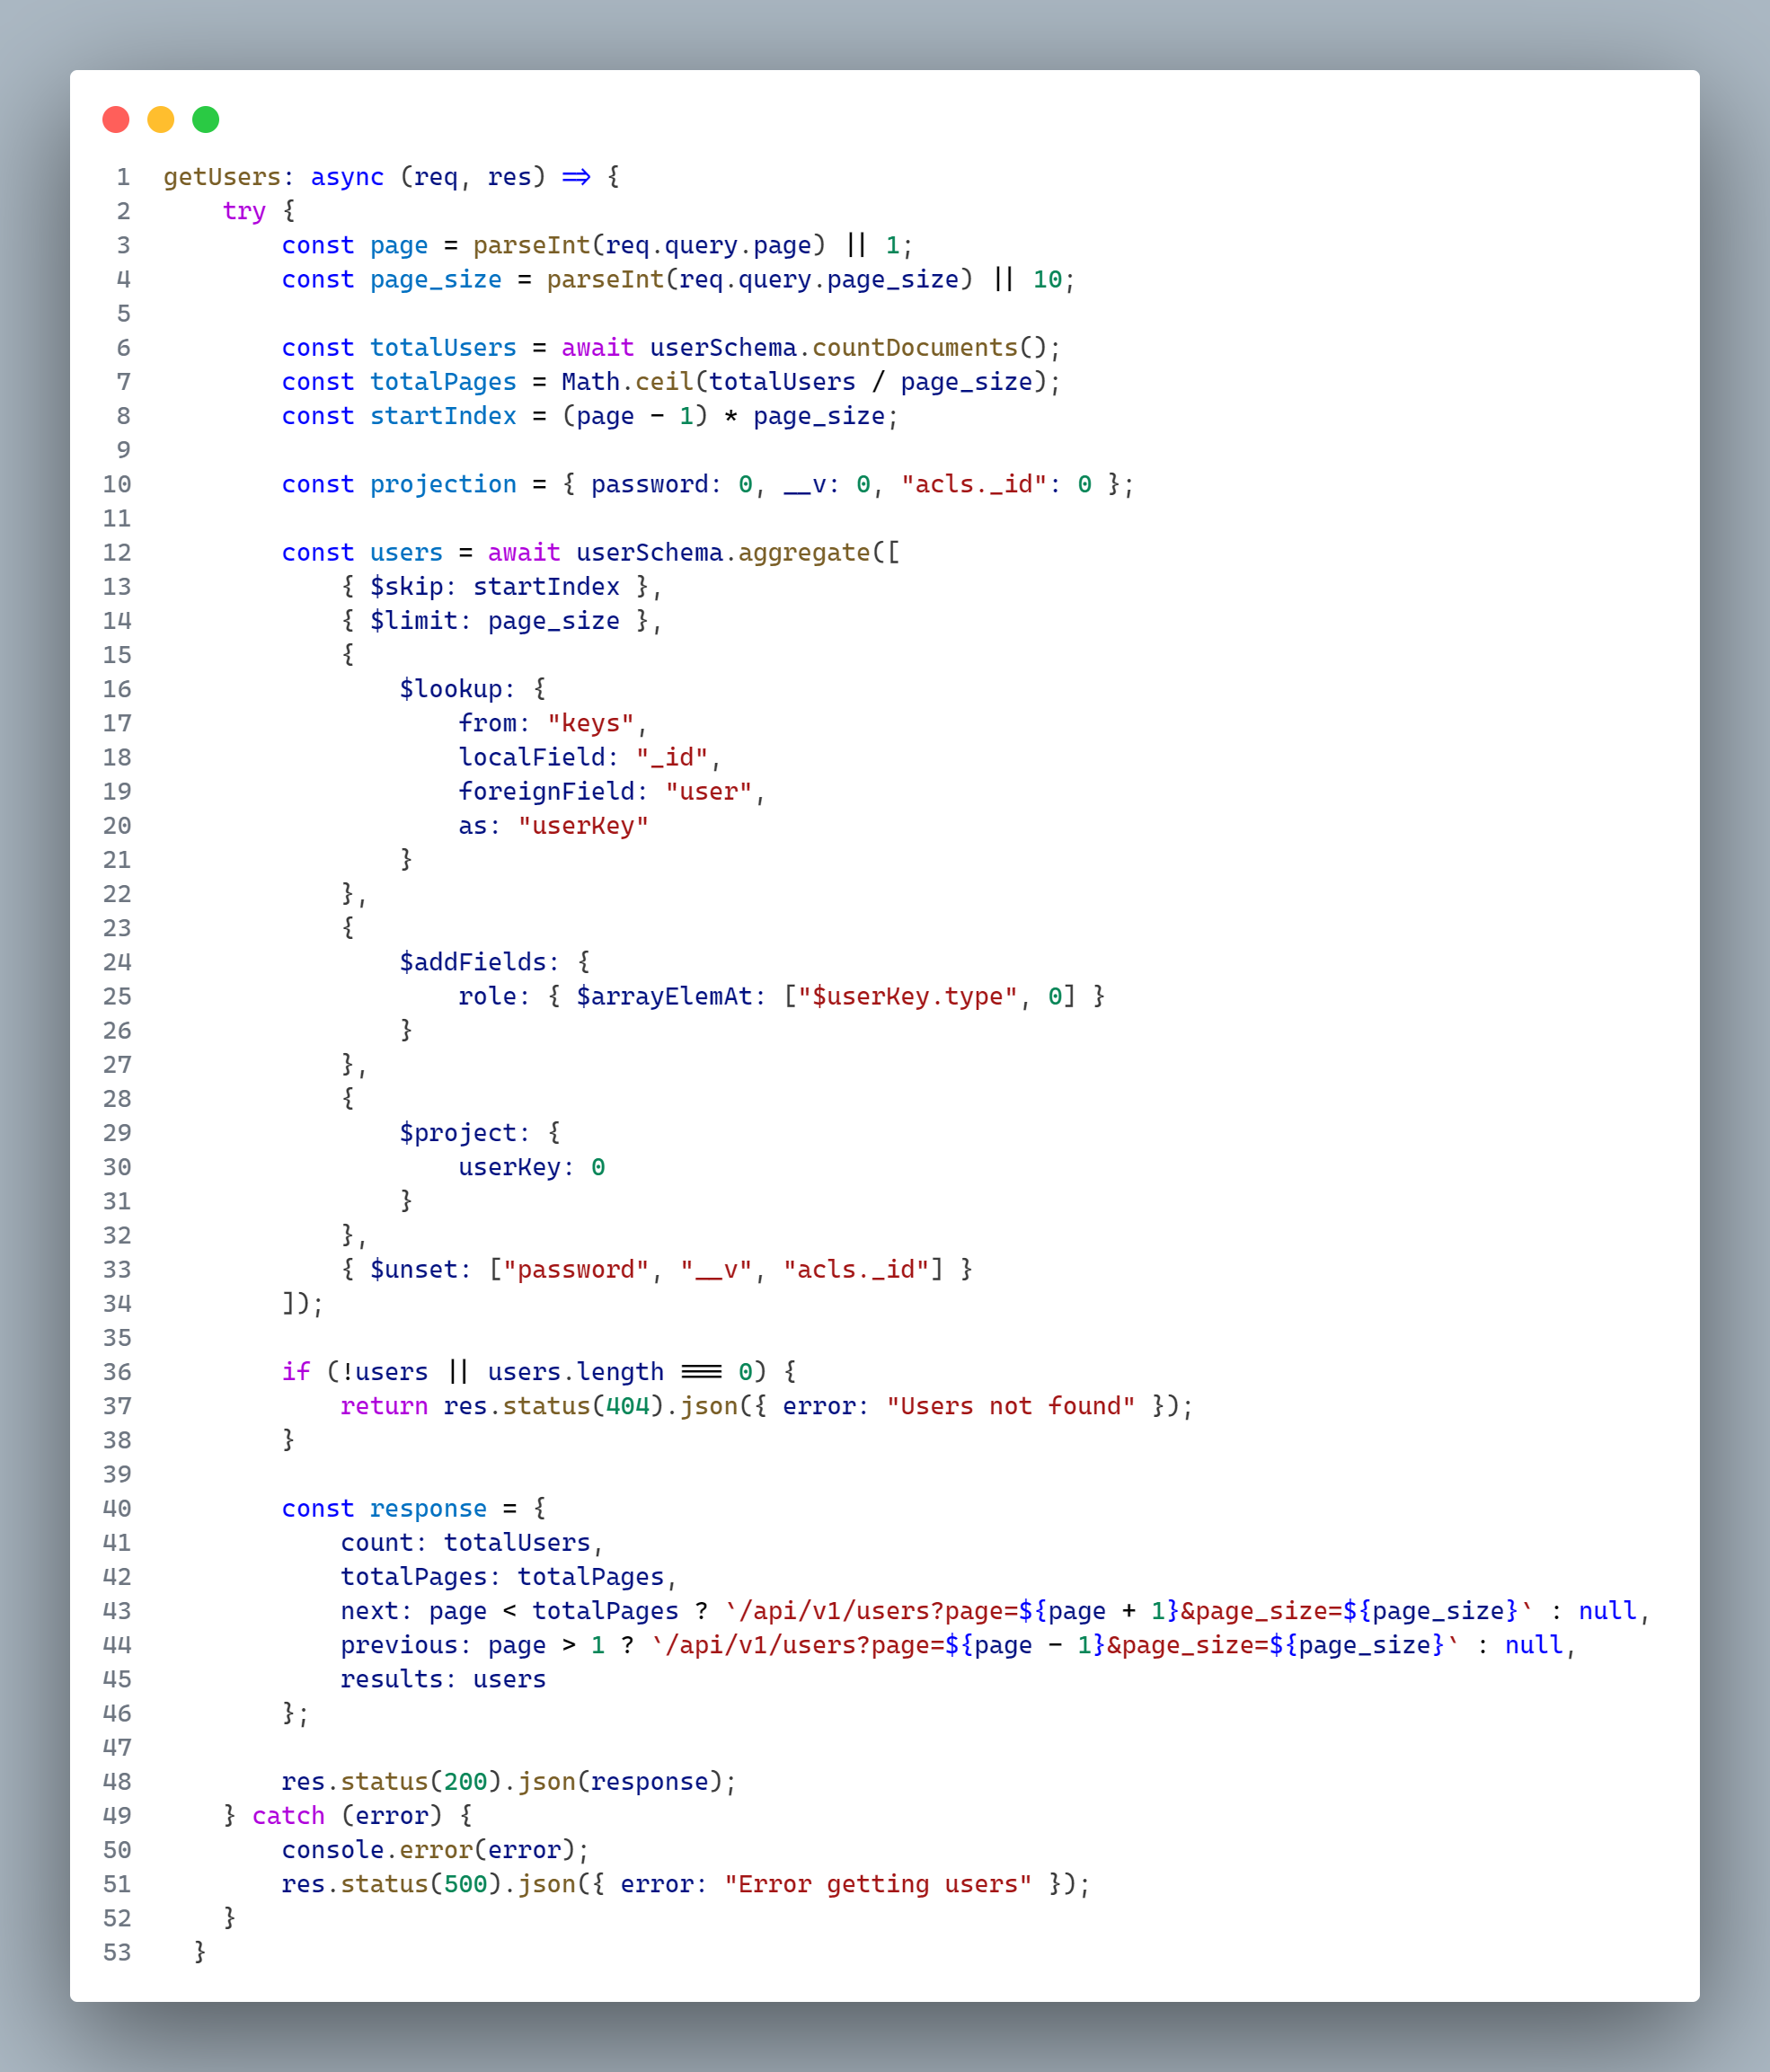 1 getUsers: async (req, res) => {
2     try {
3         const page = parseInt(req.query.page) || 1;
4         const page_size = parseInt(req.query.page_size) || 10;
5
6         const totalUsers = await userSchema.countDocuments();
7         const totalPages = Math.ceil(totalUsers / page_size);
8         const startIndex = (page - 1) * page_size;
9
10         const projection = { password: 0, __v: 0, "acls._id": 0 };
11
12         const users = await userSchema.aggregate([
13             { $skip: startIndex },
14             { $limit: page_size },
15             {
16                 $lookup: {
17                     from: "keys",
18                     localField: "_id",
19                     foreignField: "user",
20                     as: "userKey"
21                 }
22             },
23             {
24                 $addFields: {
25                     role: { $arrayElemAt: ["$userKey.type", 0] }
26                 }
27             },
28             {
29                 $project: {
30                     userKey: 0
31                 }
32             },
33             { $unset: ["password", "__v", "acls._id"] }
34         ]);
35
36         if (!users || users.length === 0) {
37             return res.status(404).json({ error: "Users not found" });
38         }
39
40         const response = {
41             count: totalUsers,
42             totalPages: totalPages,
43             next: page < totalPages ? `/api/v1/users?page=${page + 1}&page_size=${page_size}` : null,
44             previous: page > 1 ? `/api/v1/users?page=${page - 1}&page_size=${page_size}` : null,
45             results: users
46         };
47
48         res.status(200).json(response);
49     } catch (error) {
50         console.error(error);
51         res.status(500).json({ error: "Error getting users" });
52     }
53   }